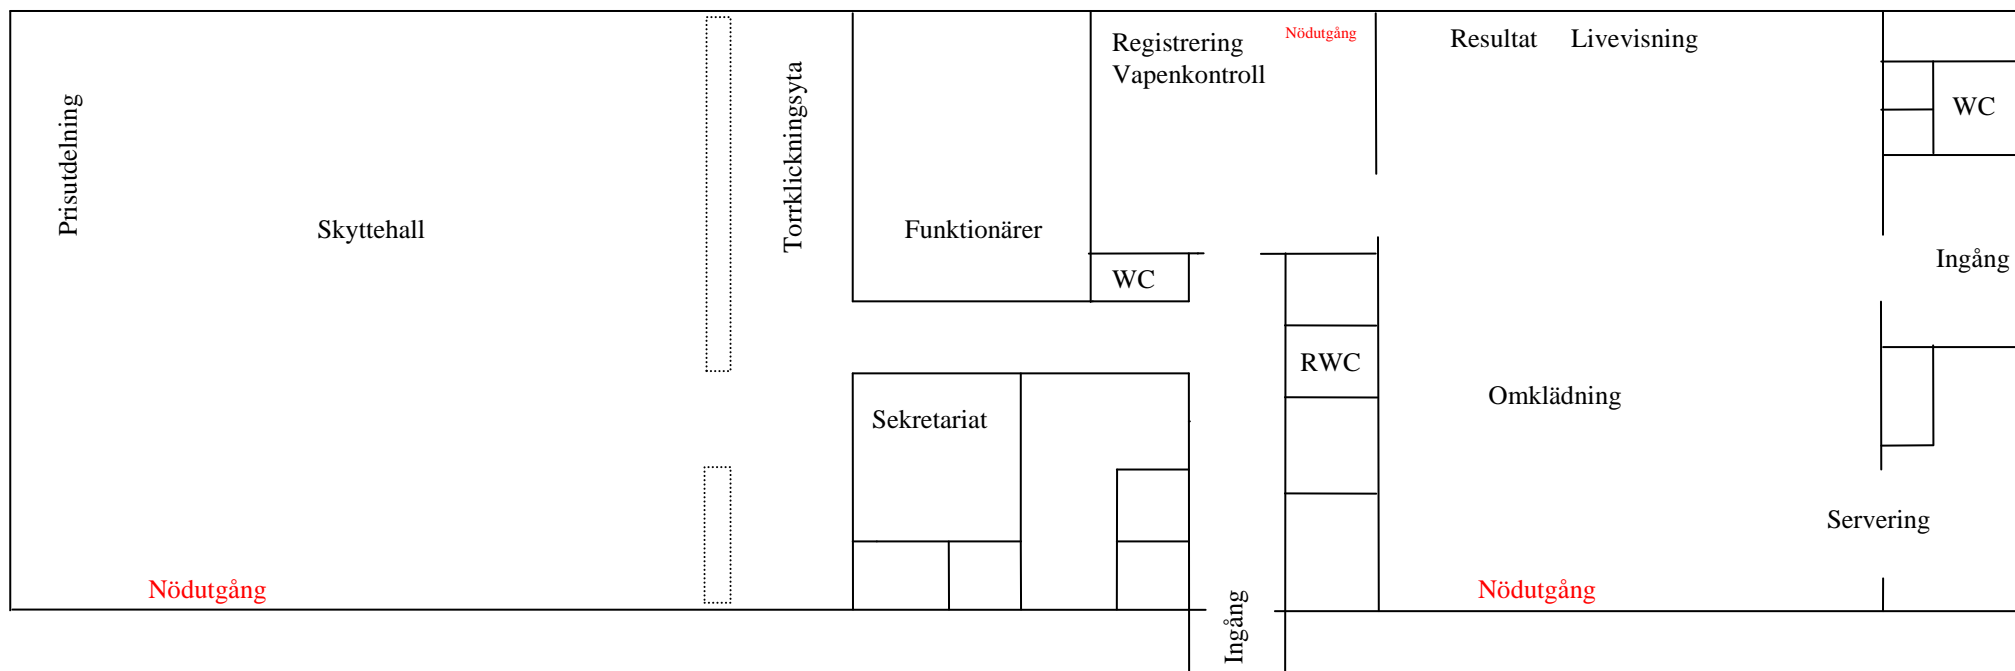 Prisutdelning
Skyttehall
Torrklickningsyta
Funktionärer
Registrering
Vapenkontroll
Nödutgång
Resultat Livevisning
WC
Ingång
WC
RWC
Omklädning
Sekretariat
Servering
Nödutgång
Ingång
Nödutgång